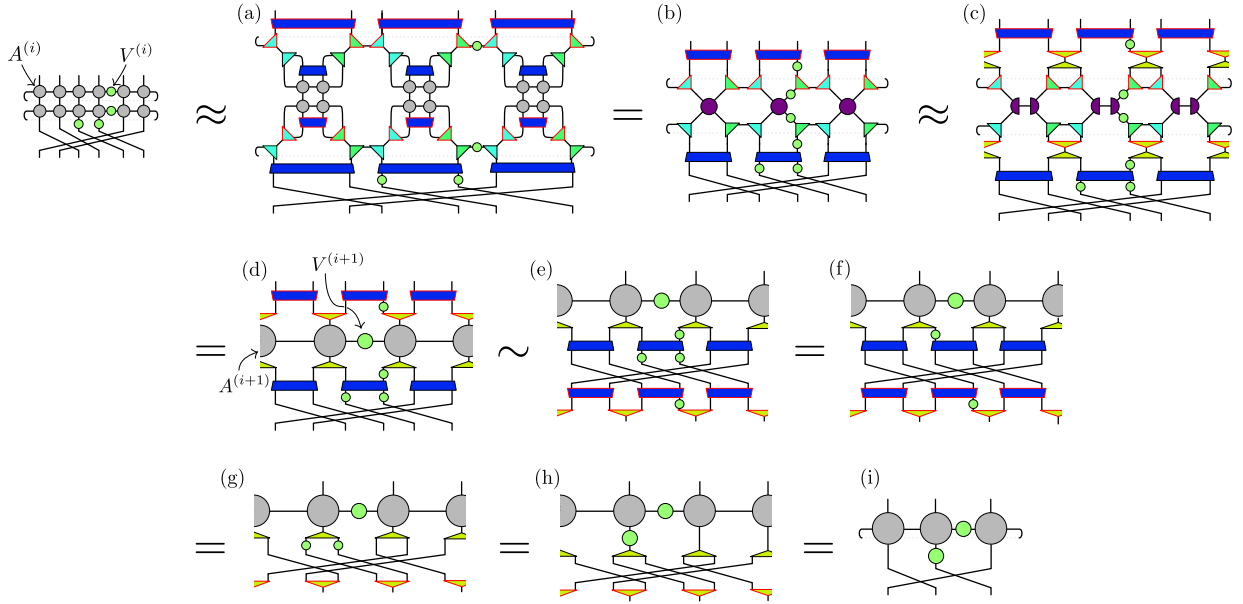 (a)
(b)
(c)
A^{(i)} V^{(i)}
≈ = ≈
(d) V^{(i+1)} (e) (f)
= ∼ =
A^{(i+1)}
(g) (h) (i)
= = =